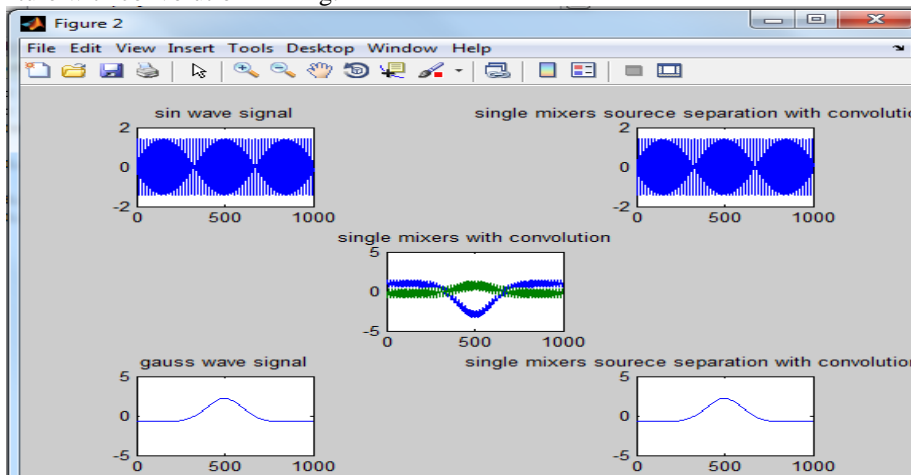 Figure 2
File Edit View Insert Tools Desktop Window Help
sin wave signal
2
0
-2
0 500 1000
single mixers sourece separation with convolutio
2
0
-2
0 500 1000
single mixers with convolution
5
0
-5
0 500 1000
gauss wave signal
5
0
-5
0 500 1000
single mixers sourece separation with convolution
5
0
-5
0 500 1000